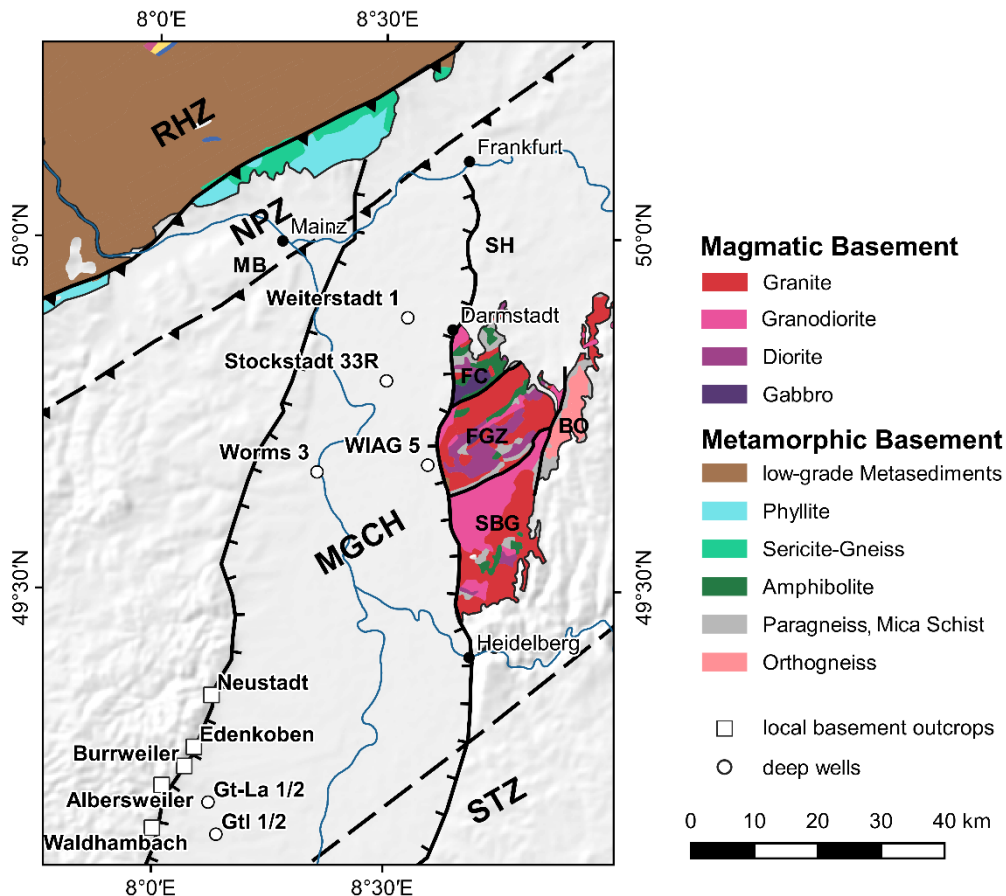 8°0'E
8°30'E
RHZ
Frankfurt
50°0'0"N
NPZ
Mainz
SH
50°0'0"N
MB
Weiterstadt 1
Darmstadt
Stockstadt 33R
FC
FGZ
BO
Worms 3
WIAG 5
SBG
MGCH
49°30'N
49°30'N
Heidelberg
Neustadt
Edenkoben
Burrweiler
Gt-La 1/2
Albersweiler
Gtl 1/2
Waldhambach
STZ
8°0'E
8°30'E
Magmatic Basement
Granite
Granodiorite
Diorite
Gabbro
Metamorphic Basement
low-grade Metasediments
Phyllite
Sericite-Gneiss
Amphibolite
Paragneiss, Mica Schist
Orthogneiss
local basement outcrops
deep wells
0 10 20 30 40 km